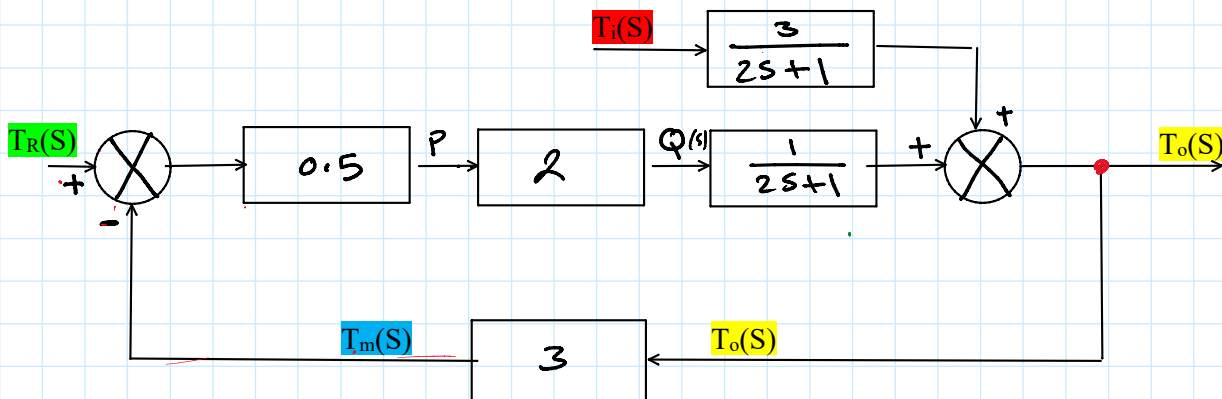 Ti(S)
3
2S+1
+
TR(S)
+
-
0.5
P
2
Q(s)
1
2S+1
+
To(S)
Tm(S)
3
To(S)